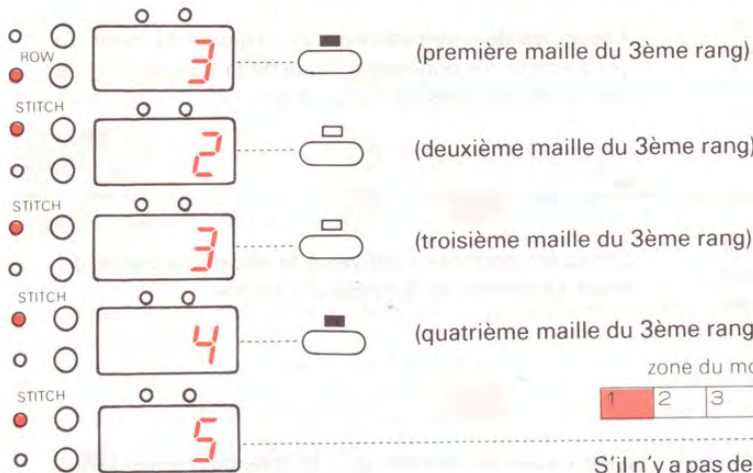 3 (première maille du 3ème rang)
ROW
STITCH
2 (deuxième maille du 3ème rang)
STITCH
3 (troisième maille du 3ème rang)
STITCH
4 (quatrième maille du 3ème rang
zone du
1 2 3
STITCH
5
S'il n'y a pas de